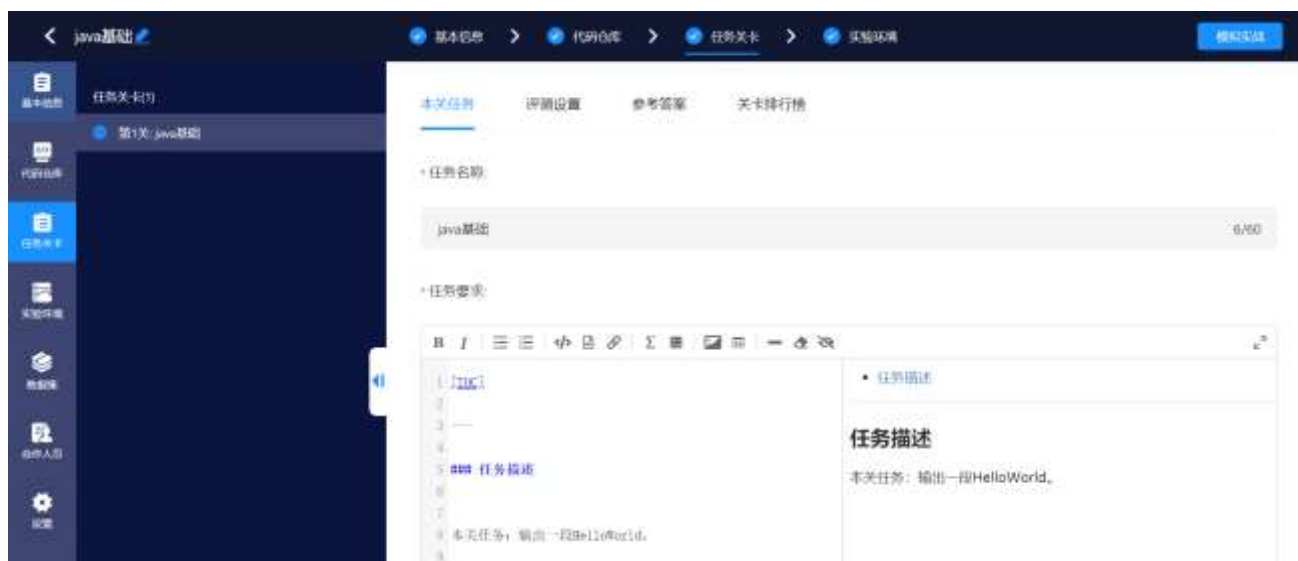 java基础
基本信息
代码仓库
任务关卡
实验环境
模拟实战
基本信息
代码仓库
任务关卡
实验环境
数据集
合作人员
设置
任务关卡(1)
第1关: java基础
本关任务 评测设置 参考答案 关卡排行榜
* 任务名称:
java基础 6/60
* 任务要求:
B I
1 [TOC]
2
3 ---
4
5 ### 任务描述
6
7
8 本关任务：输出一段HelloWorld。
9
• 任务描述
任务描述
本关任务：输出一段HelloWorld。